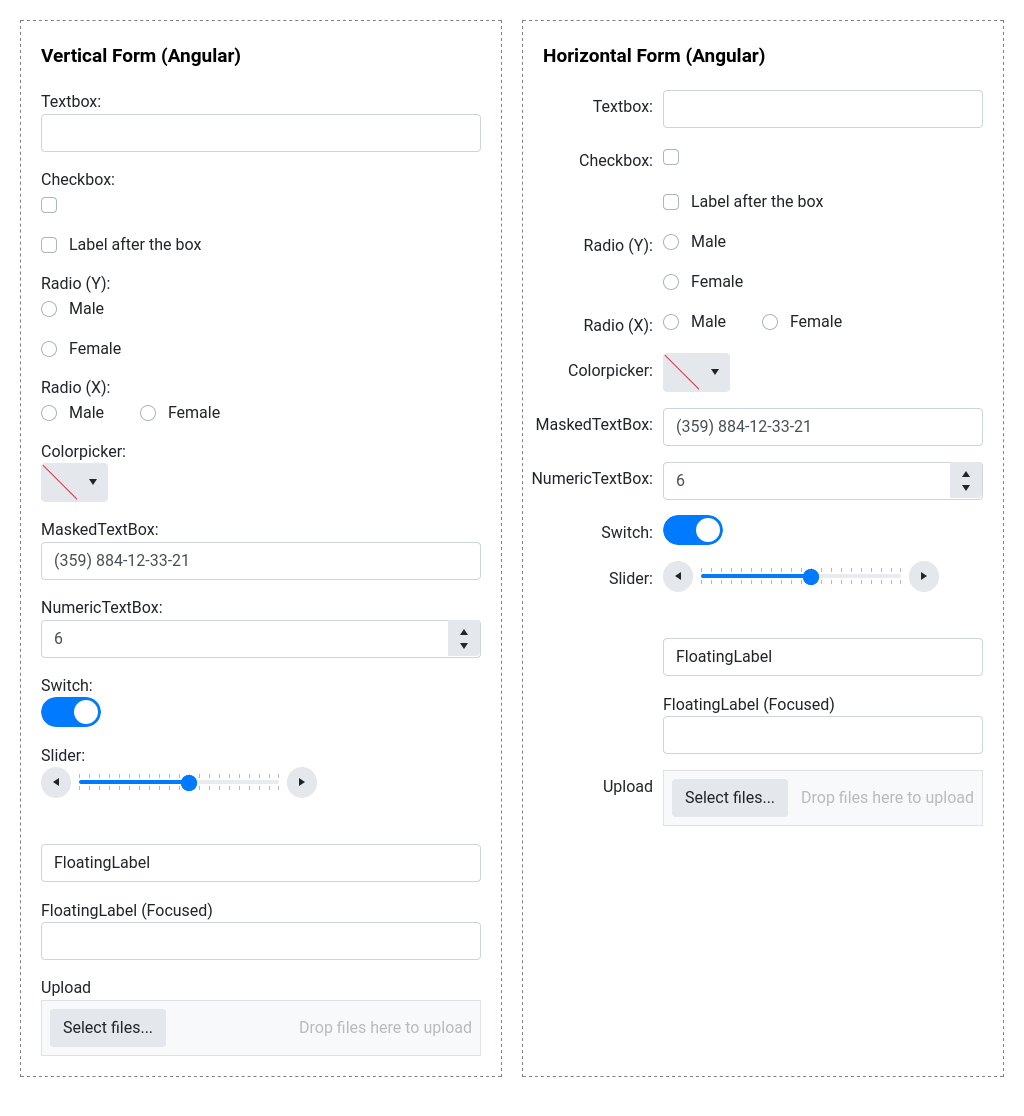 Vertical Form (Angular)
Textbox:
Checkbox:
Label after the box
Radio (Y):
Male
Female
Radio (X):
Male Female
Colorpicker:
MaskedTextBox:
(359) 884-12-33-21
NumericTextBox:
6
Switch:
Slider:
FloatingLabel
FloatingLabel (Focused)
Upload
Select files... Drop files here to upload
Horizontal Form (Angular)
Textbox:
Checkbox:
Label after the box
Radio (Y): Male
Female
Radio (X): Male Female
Colorpicker:
MaskedTextBox: (359) 884-12-33-21
NumericTextBox: 6
Switch:
Slider:
FloatingLabel
FloatingLabel (Focused)
Upload Select files... Drop files here to upload